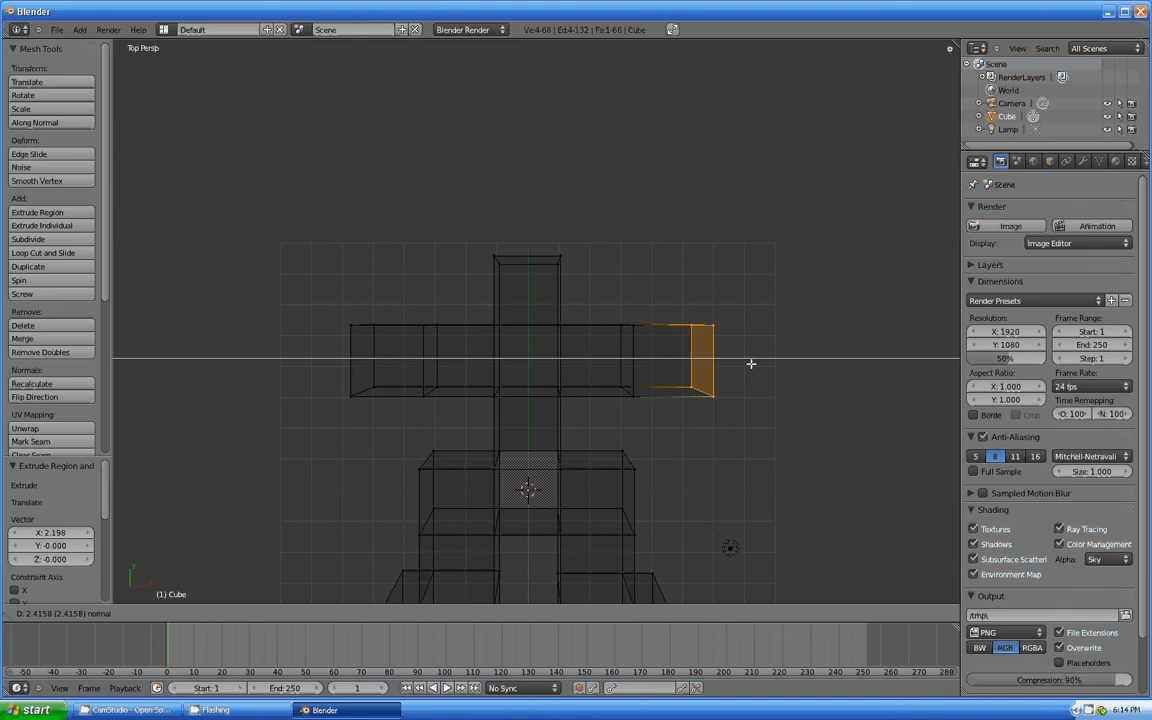 Blender
File Add Render Help Default Scene Blender Render Ve:4-68 | Ed:4-132 | Fa:1-66 | Cube
Mesh Tools
Transform:
Translate
Rotate
Scale
Along Normal
Deform:
Edge Slide
Noise
Smooth Vertex
Add:
Extrude Region
Extrude Individual
Subdivide
Loop Cut and Slide
Duplicate
Spin
Screw
Remove:
Delete
Merge
Remove Doubles
Normals:
Recalculate
Flip Direction
UV Mapping:
Unwrap
Mark Seam
Clear Seam
Extrude Region and
Extrude
Translate
Vector
X: 2.198
Y: -0.000
Z: -0.000
Constraint Axis
X
Top Persp
(1) Cube
D: 2.4158 (2.4158) normal
View Search All Scenes
Scene
RenderLayers
World
Camera
Cube
Lamp
Scene
Render
Image Animation
Display: Image Editor
Layers
Dimensions
Render Presets
Resolution: Frame Range:
X: 1920 Start: 1
Y: 1080 End: 250
50% Step: 1
Aspect Ratio: Frame Rate:
X: 1.000 24 fps
Y: 1.000 Time Remapping:
Borde Crop O: 100 N: 100
Anti-Aliasing
5 8 11 16 Mitchell-Netravali
Full Sample Size: 1.000
Sampled Motion Blur
Shading
Textures Ray Tracing
Shadows Color Management
Subsurface Scatteri Alpha: Sky
Environment Map
Output
/tmp\
PNG File Extensions
BW RGB RGBA Overwrite
Placeholders
Compression: 90%
-50 -40 -30 -20 -10 0 10 20 30 40 50 60 70 80 90 100 110 120 130 140 150 160 170 180 190 200 210 220 230 240 250 260 270 280
View Frame Playback Start: 1 End: 250 1 No Sync
start CamStudio - Open So... Flashing Blender 6:14 PM